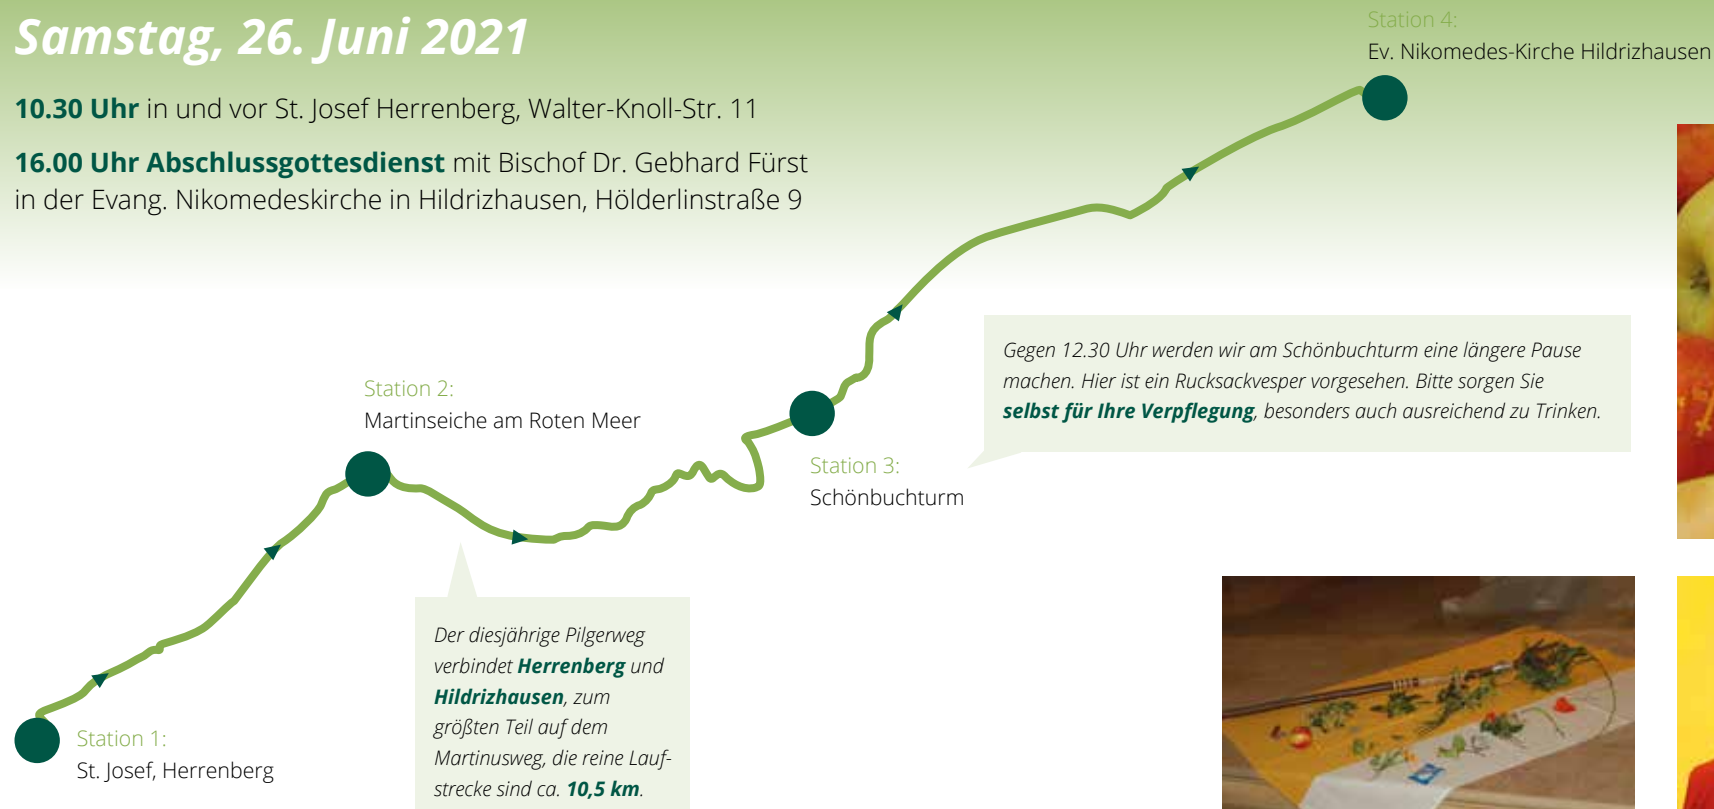 Samstag, 26. Juni 2021
10.30 Uhr in und vor St. Josef Herrenberg, Walter-Knoll-Str. 11
16.00 Uhr Abschlussgottesdienst mit Bischof Dr. Gebhard Fürst
in der Evang. Nikomedeskirche in Hildrizhausen, Hölderlinstraße 9
Station 4:
Ev. Nikomedes-Kirche Hildrizhausen
Gegen 12.30 Uhr werden wir am Schönbuchturm eine längere Pause
machen. Hier ist ein Rucksackvesper vorgesehen. Bitte sorgen Sie
selbst für Ihre Verpflegung, besonders auch ausreichend zu Trinken.
Station 2:
Martinseiche am Roten Meer
Station 3:
Schönbuchturm
Der diesjährige Pilgerweg
verbindet Herrenberg und
Hildrizhausen, zum
größten Teil auf dem
Martinusweg, die reine Lauf-
strecke sind ca. 10,5 km.
Station 1:
St. Josef, Herrenberg